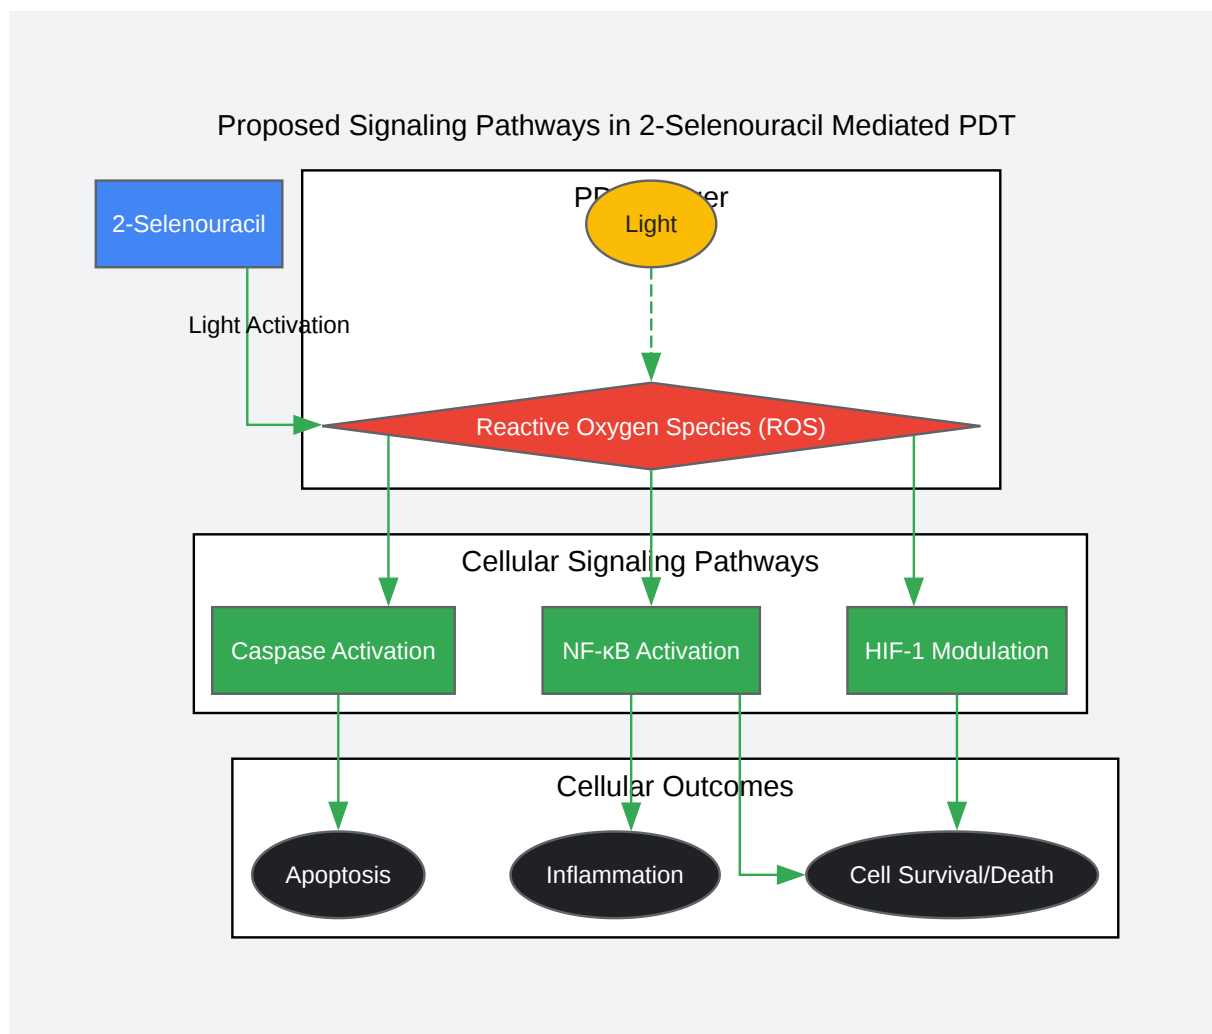 Proposed Signaling Pathways in 2-Selenouracil Mediated PDT
2-Selenouracil
Light
Light Activation
Reactive Oxygen Species (ROS)
Cellular Signaling Pathways
Caspase Activation
NF-κB Activation
HIF-1 Modulation
Cellular Outcomes
Apoptosis
Inflammation
Cell Survival/Death